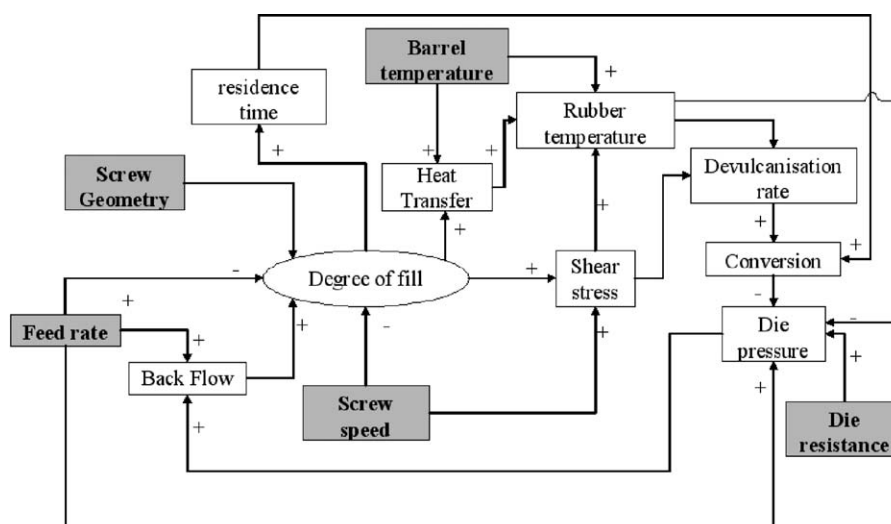 Barrel
temperature
+
residence
time
Rubber
temperature
+
+
+
Heat
Transfer
Devulcanisation
rate
Screw
Geometry
+
+
+
+
Conversion
-
Degree of fill
+
Shear
stress
-
+
Feed rate
+
+
-
+
Die
pressure
-
Back Flow
+
+
+
Screw
speed
+
Die
resistance